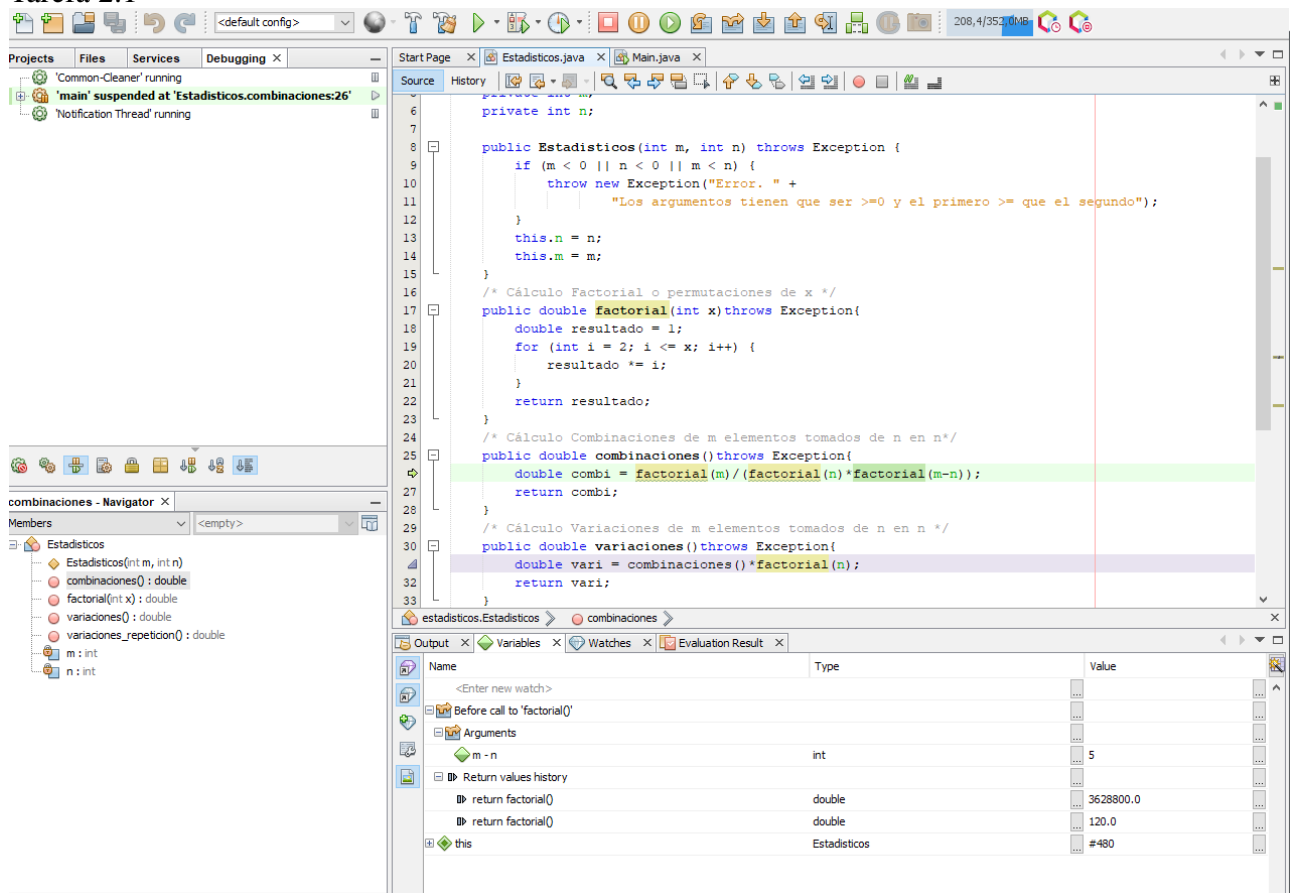 Tarea 2.1
<default config>
208,4/352,0MB
Projects Files Services Debugging
'Common-Cleaner' running
'main' suspended at 'Estadisticos.combinaciones:26'
'Notification Thread' running
combinaciones - Navigator
Members <empty>
Estadisticos
Estadisticos(int m, int n)
combinaciones() : double
factorial(int x) : double
variaciones() : double
variaciones_repeticion() : double
m : int
n : int
Start Page Estadisticos.java Main.java
Source History
private int m;
6 private int n;
7
8 public Estadisticos(int m, int n) throws Exception {
9 if (m < 0 || n < 0 || m < n) {
10 throw new Exception("Error. " +
11 "Los argumentos tienen que ser >=0 y el primero >= que el segundo");
12 }
13 this.n = n;
14 this.m = m;
15 }
16 /* Cálculo Factorial o permutaciones de x */
17 public double factorial(int x)throws Exception{
18 double resultado = 1;
19 for (int i = 2; i <= x; i++) {
20 resultado *= i;
21 }
22 return resultado;
23 }
24 /* Cálculo Combinaciones de m elementos tomados de n en n*/
25 public double combinaciones()throws Exception{
double combi = factorial(m)/(factorial(n)*factorial(m-n));
27 return combi;
28 }
29 /* Cálculo Variaciones de m elementos tomados de n en n */
30 public double variaciones()throws Exception{
double vari = combinaciones()*factorial(n);
32 return vari;
33 }
estadisticos.Estadisticos combinaciones
Output Variables Watches Evaluation Result
Name Type Value
<Enter new watch>
Before call to 'factorial()'
Arguments
m - n int 5
Return values history
return factorial() double 3628800.0
return factorial() double 120.0
this Estadisticos #480